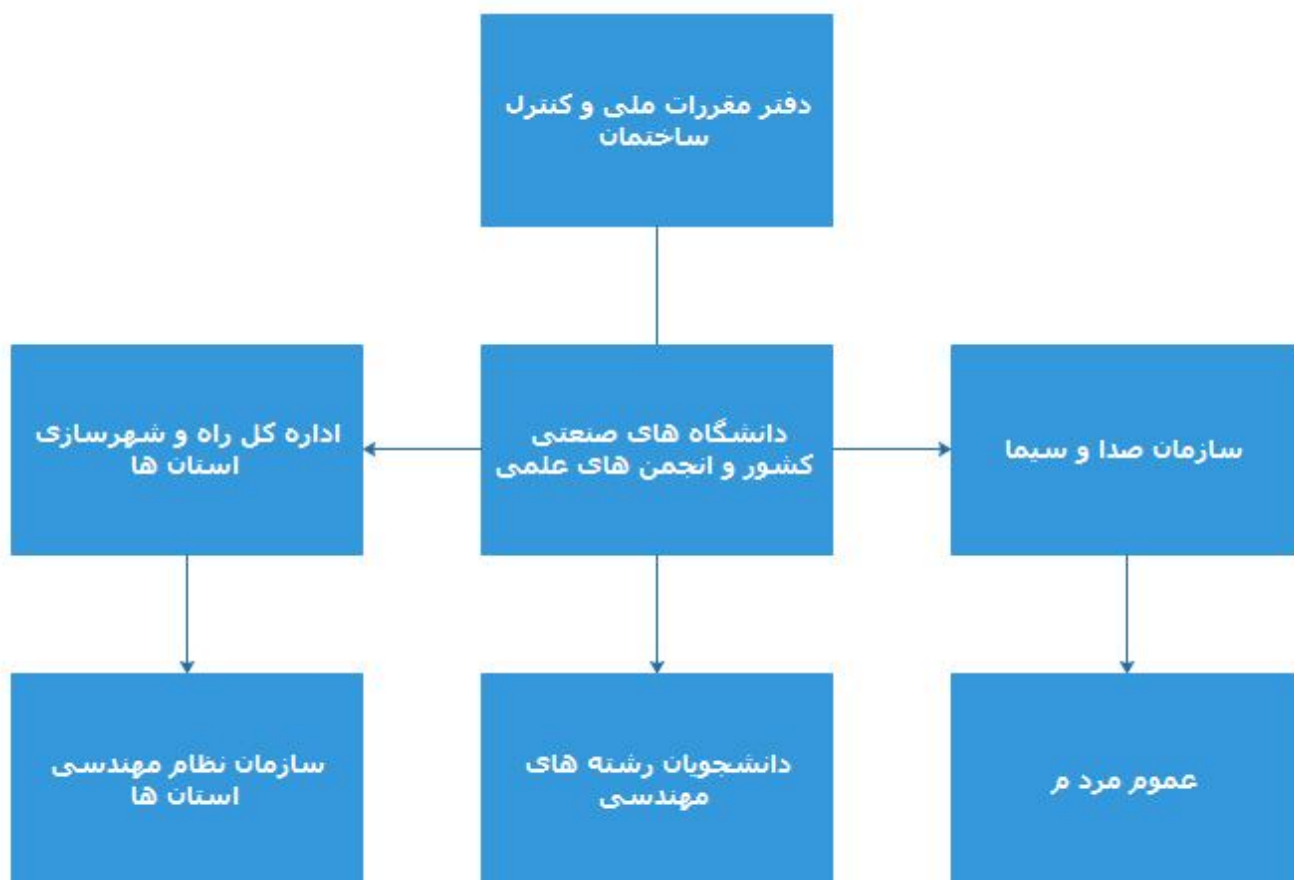 دفتر مقررات ملی و کنترل
ساختمان
اداره کل راه و شهرسازی
استان ها
دانشگاه های صنعتی
کشور و انجمن های علمی
سازمان صدا و سیما
سازمان نظام مهندسی
استان ها
دانشجویان رشته های
مهندسی
عموم مرد م